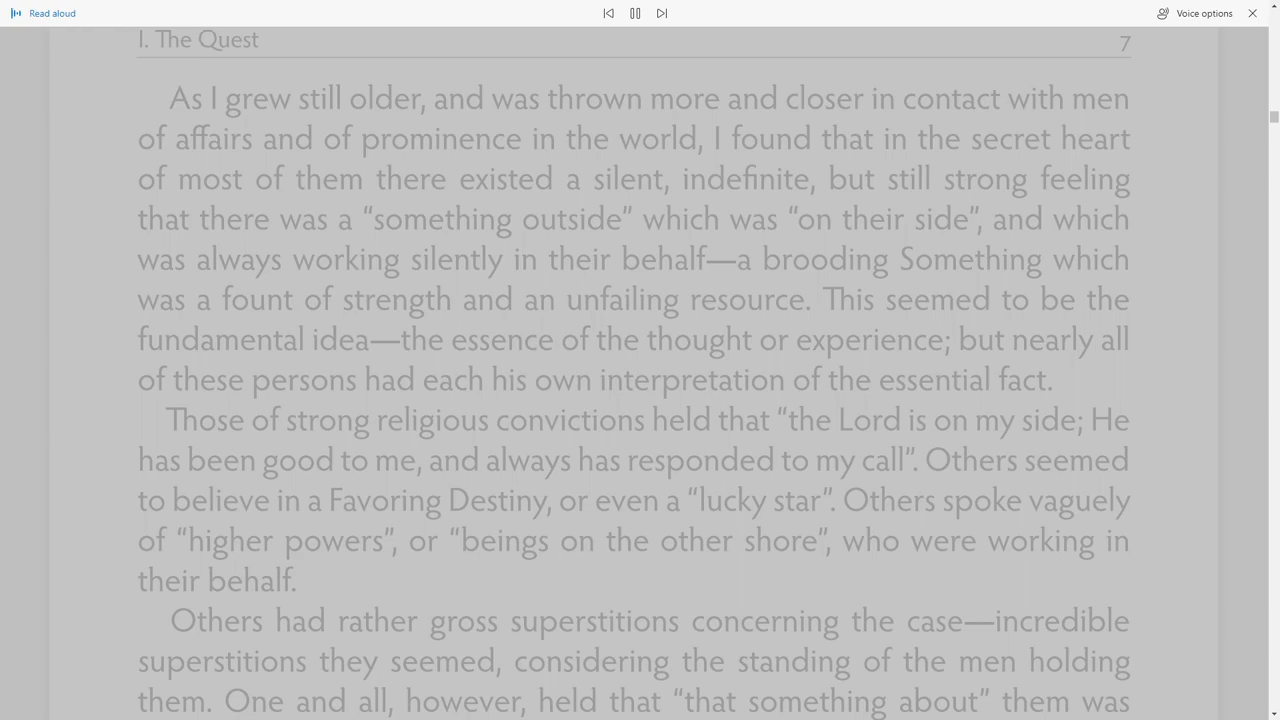 Read aloud
Voice options
I. The Quest 7
As I grew still older, and was thrown more and closer in contact with men
of affairs and of prominence in the world, I found that in the secret heart
of most of them there existed a silent, indefinite, but still strong feeling
that there was a “something outside” which was “on their side”, and which
was always working silently in their behalf—a brooding Something which
was a fount of strength and an unfailing resource. This seemed to be the
fundamental idea—the essence of the thought or experience; but nearly all
of these persons had each his own interpretation of the essential fact.
Those of strong religious convictions held that “the Lord is on my side; He
has been good to me, and always has responded to my call”. Others seemed
to believe in a Favoring Destiny, or even a “lucky star”. Others spoke vaguely
of “higher powers”, or “beings on the other shore”, who were working in
their behalf.
Others had rather gross superstitions concerning the case—incredible
superstitions they seemed, considering the standing of the men holding
them. One and all, however, held that “that something about” them was